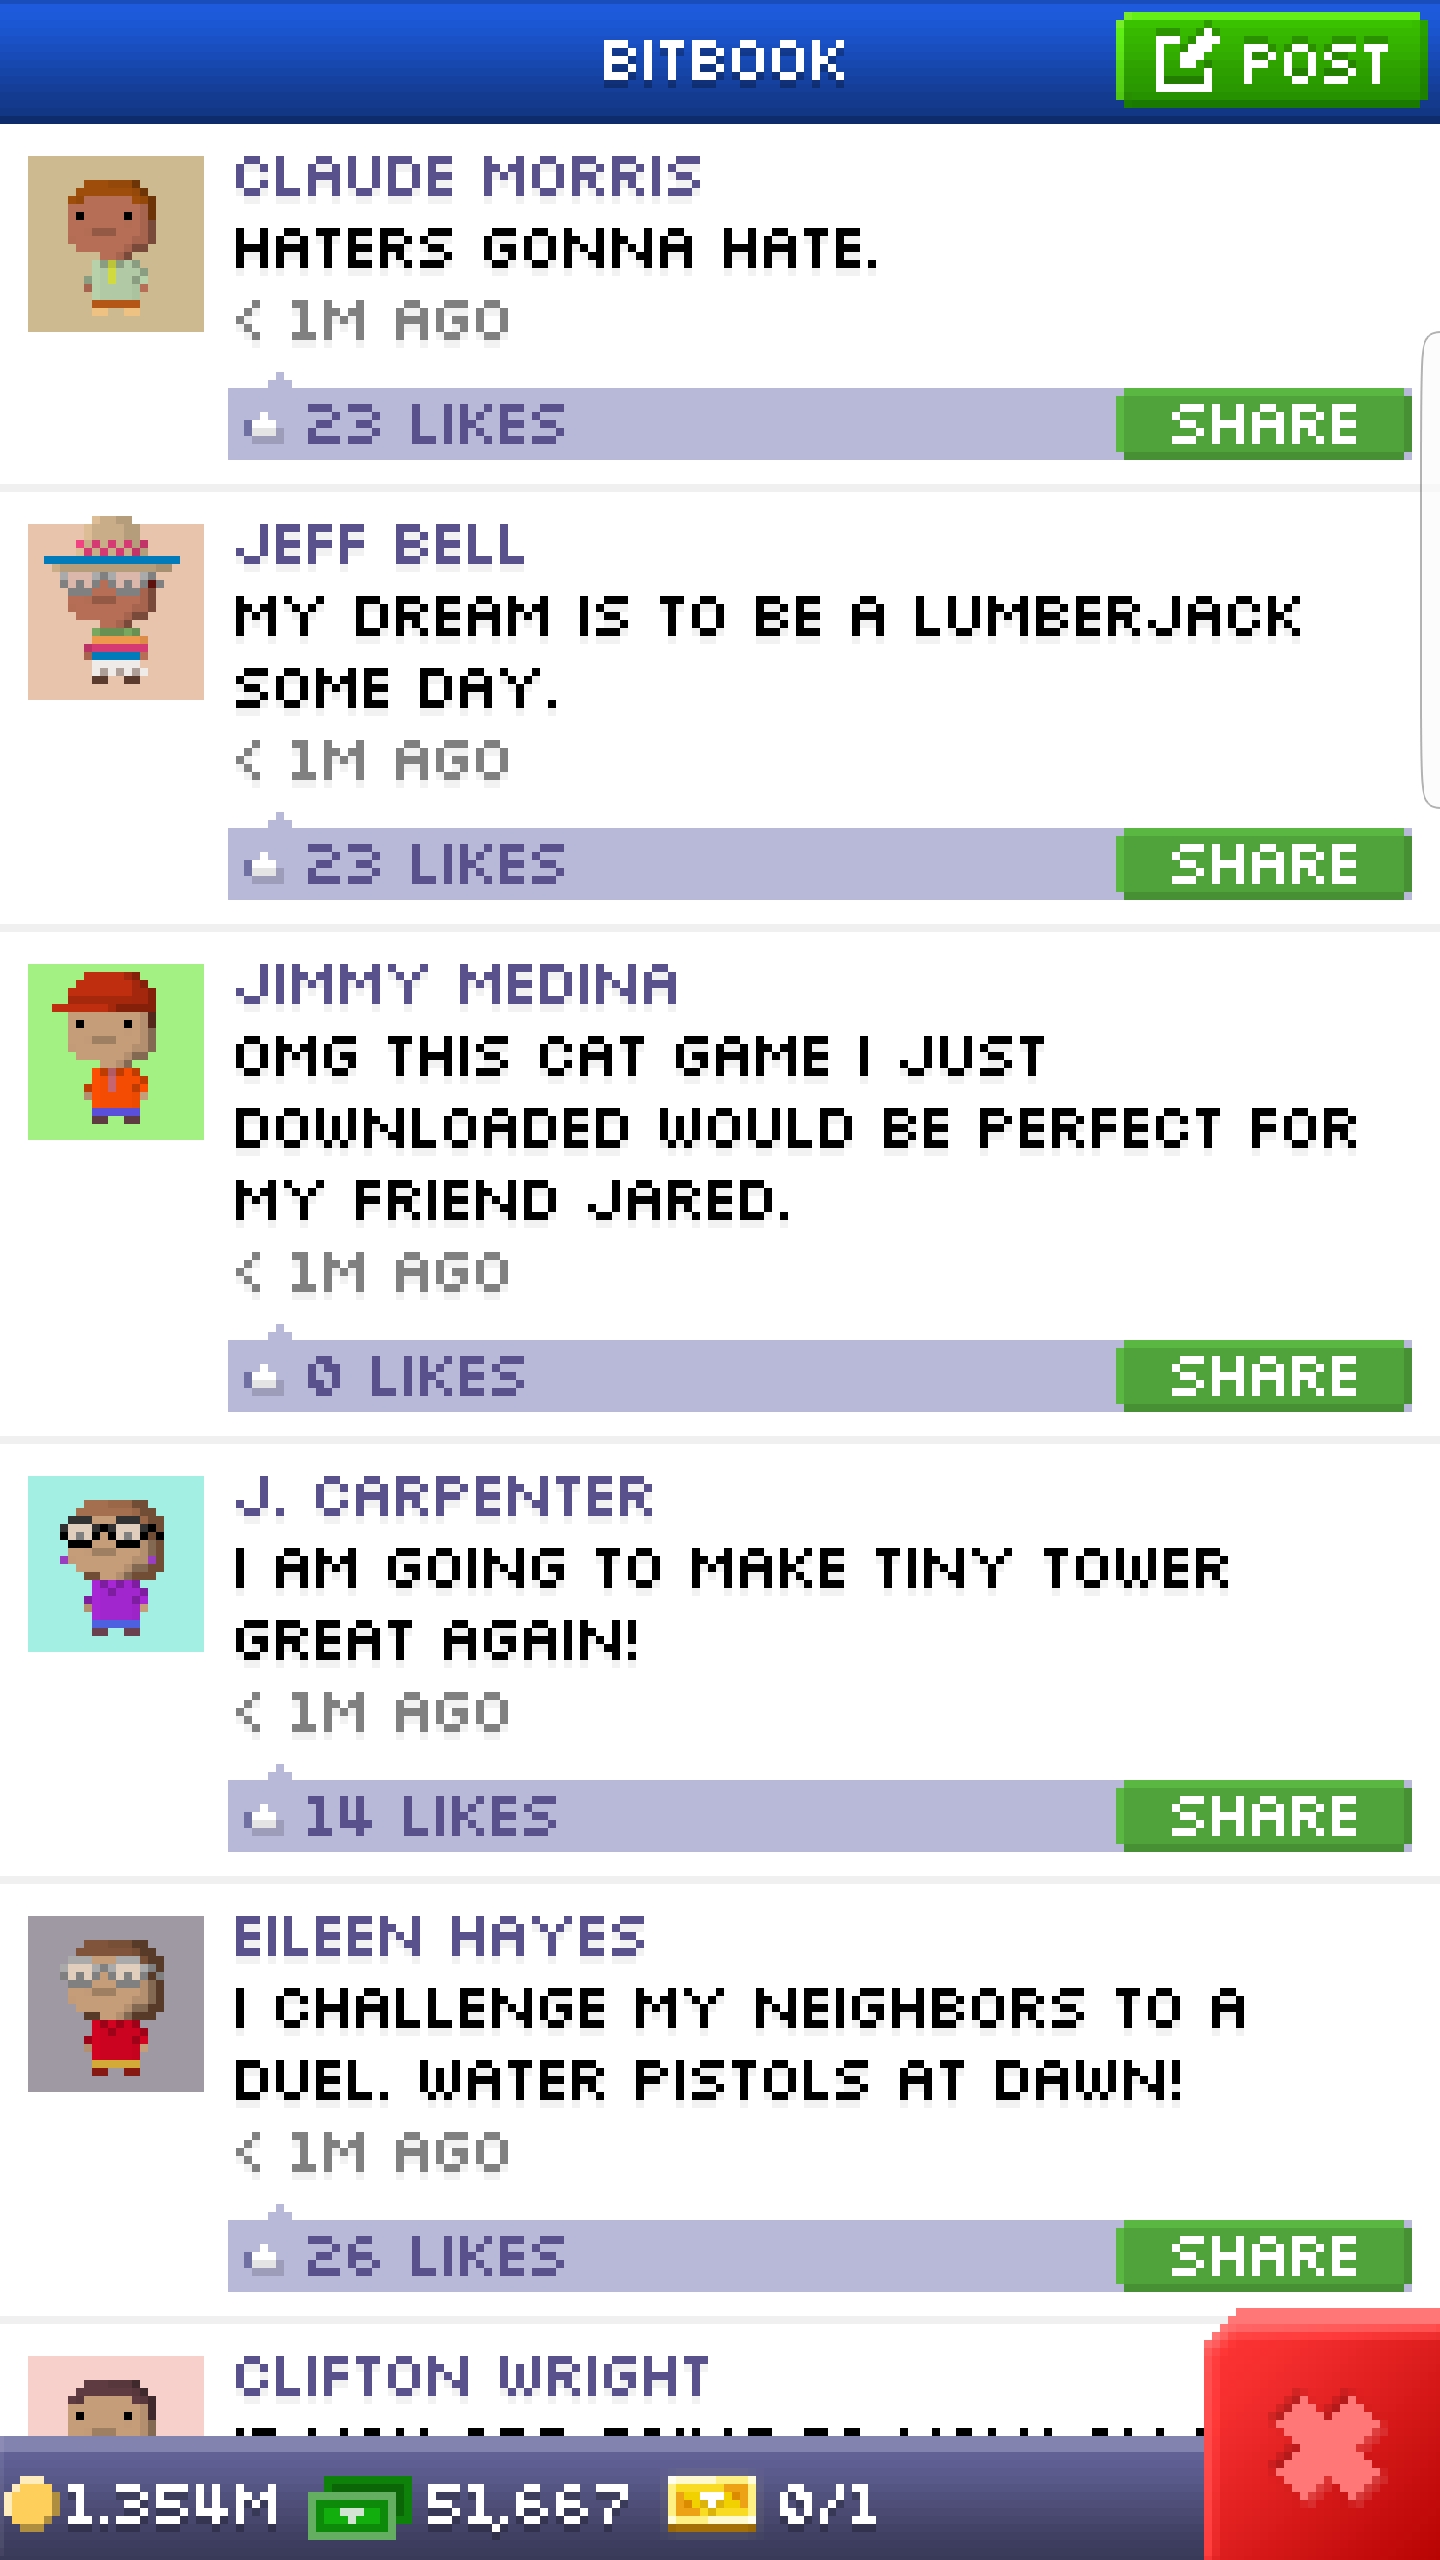 BITBOOK
POST
CLAUDE MORRIS
HATERS GONNA HATE.
< 1M AGO
23 LIKES
SHARE
JEFF BELL
MY DREAM IS TO BE A LUMBERJACK
SOME DAY.
< 1M AGO
23 LIKES
SHARE
JIMMY MEDINA
OMG THIS CAT GAME I JUST
DOWNLOADED WOULD BE PERFECT FOR
MY FRIEND JARED.
< 1M AGO
0 LIKES
SHARE
J. CARPENTER
I AM GOING TO MAKE TINY TOWER
GREAT AGAIN!
< 1M AGO
14 LIKES
SHARE
EILEEN HAYES
I CHALLENGE MY NEIGHBORS TO A
DUEL. WATER PISTOLS AT DAWN!
< 1M AGO
26 LIKES
SHARE
CLIFTON WRIGHT
1.354M
51,667
0/1